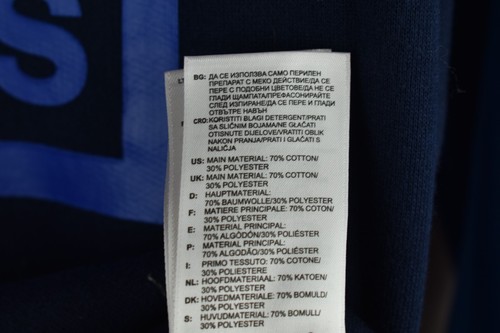 S
BG: ДА СЕ ИЗПОЛЗВА САМО ПЕРИЛЕН
ПРЕПАРАТ С МЕКО ДЕЙСТВИЕ/ДА СЕ
ПЕРЕ С ПОДОБНИ ЦВЕТОВЕ/ДА НЕ СЕ
ГЛАДИ ЩАМПАТА/ПРЕФАСОНИРАЙТЕ
СЛЕД ИЗПИРАНЕ/ДА СЕ ПЕРЕ И ГЛАДИ
ОТВЪТРЕ НАВЪН
CRO: KORISTITI BLAGI DETERGENT/PRATI
SA SLIČNIM BOJAMA/NE GLAČATI
OTISNUTE DIJELOVE/VRATITI OBLIK
NAKON PRANJA/PRATI I GLAČATI S
NALIČJA
US: MAIN MATERIAL: 70% COTTON/
30% POLYESTER
UK: MAIN MATERIAL: 70% COTTON/
30% POLYESTER
D: HAUPTMATERIAL:
70% BAUMWOLLE/30% POLYESTER
F: MATIERE PRINCIPALE: 70% COTON/
30% POLYESTER
E: MATERIAL PRINCIPAL:
70% ALGODÓN/30% POLIÉSTER
P: MATERIAL PRINCIPAL:
70% ALGODÃO/30% POLIÉSTER
I: PRIMO TESSUTO: 70% COTONE/
30% POLIESTERE
NL: HOOFDMATERIAAL: 70% KATOEN/
30% POLYESTER
DK: HOVEDMATERIALE: 70% BOMULD/
30% POLYESTER
S: HUVUDMATERIAL: 70% BOMULL/
30% POLYESTER